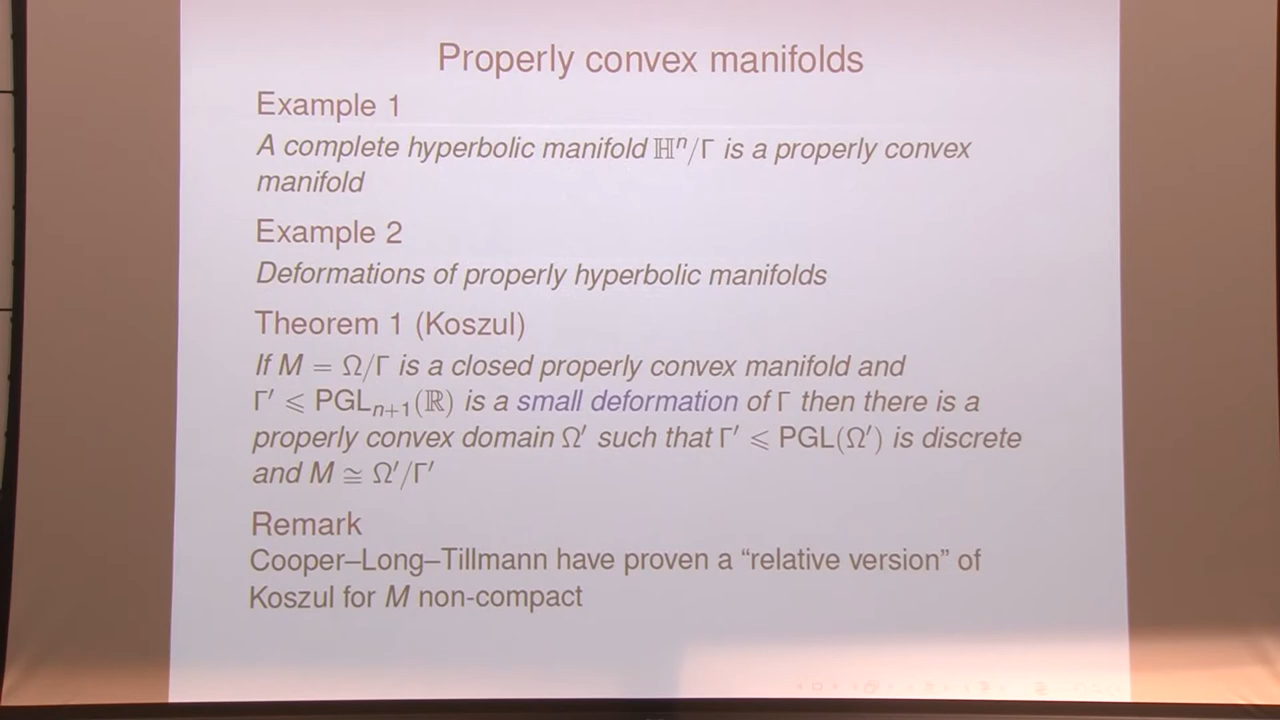 Properly convex manifolds
Example 1
A complete hyperbolic manifold ℍⁿ/Γ is a properly convex
manifold
Example 2
Deformations of properly hyperbolic manifolds
Theorem 1 (Koszul)
If M = Ω/Γ is a closed properly convex manifold and
Γ′ ⩽ PGLₙ₊₁(ℝ) is a small deformation of Γ then there is a
properly convex domain Ω′ such that Γ′ ⩽ PGL(Ω′) is discrete
and M ≅ Ω′/Γ′
Remark
Cooper–Long–Tillmann have proven a “relative version” of
Koszul for M non-compact